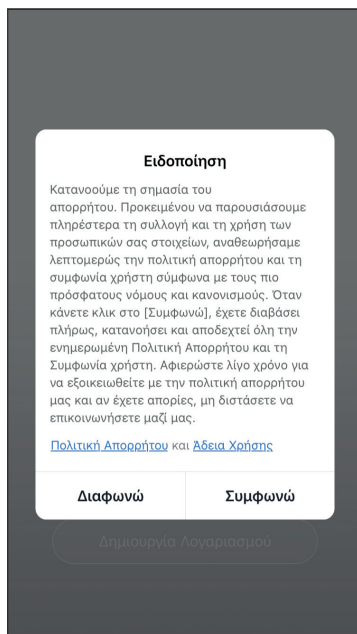 Ειδοποίηση
Κατανοούμε τη σημασία του
απορρήτου. Προκειμένου να παρουσιάσουμε
πληρέστερα τη συλλογή και τη χρήση των
προσωπικών σας στοιχείων, αναθεωρήσαμε
λεπτομερώς την πολιτική απορρήτου και τη
συμφωνία χρήστη σύμφωνα με τους πιο
πρόσφατους νόμους και κανονισμούς. Όταν
κάνετε κλικ στο [Συμφωνώ], έχετε διαβάσει
πλήρως, κατανοήσει και αποδεχτεί όλη την
ενημερωμένη Πολιτική Απορρήτου και τη
Συμφωνία χρήστη. Αφιερώστε λίγο χρόνο για
να εξοικειωθείτε με την πολιτική απορρήτου
μας και αν έχετε απορίες, μη διστάσετε να
επικοινωνήσετε μαζί μας.
Πολιτική Απορρήτου και Άδεια Χρήσης
Διαφωνώ Συμφωνώ
Δημιουργία Λογαριασμού